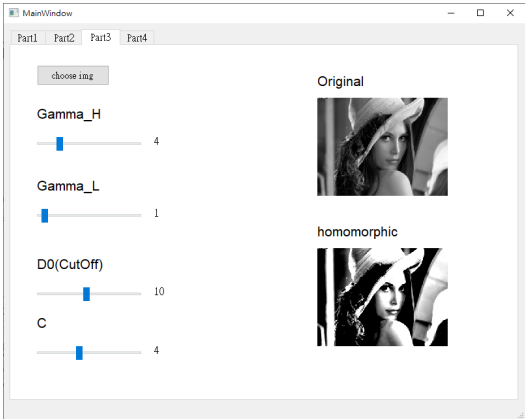 MainWindow
Part1 Part2 Part3 Part4
choose img
Gamma_H
4
Gamma_L
1
D0(CutOff)
10
C
4
Original
homomorphic